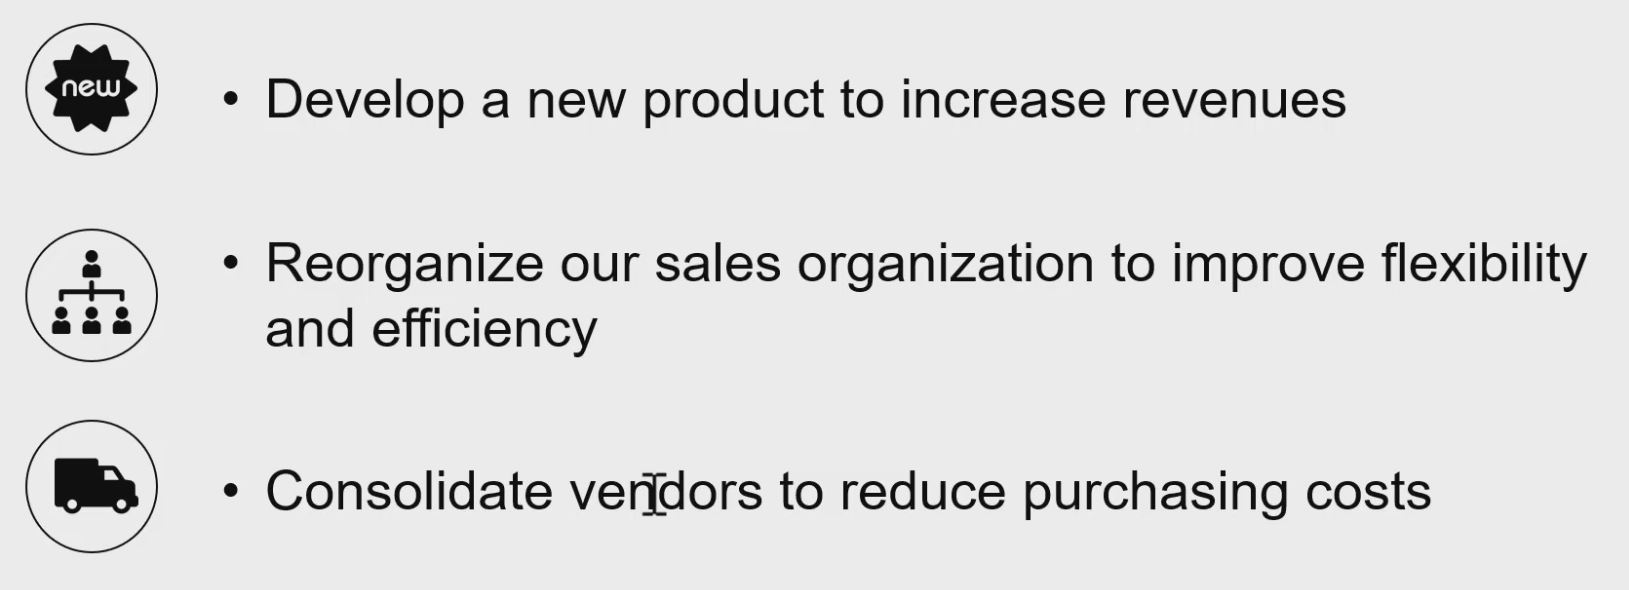 new
• Develop a new product to increase revenues
• Reorganize our sales organization to improve flexibility
and efficiency
• Consolidate vendors to reduce purchasing costs